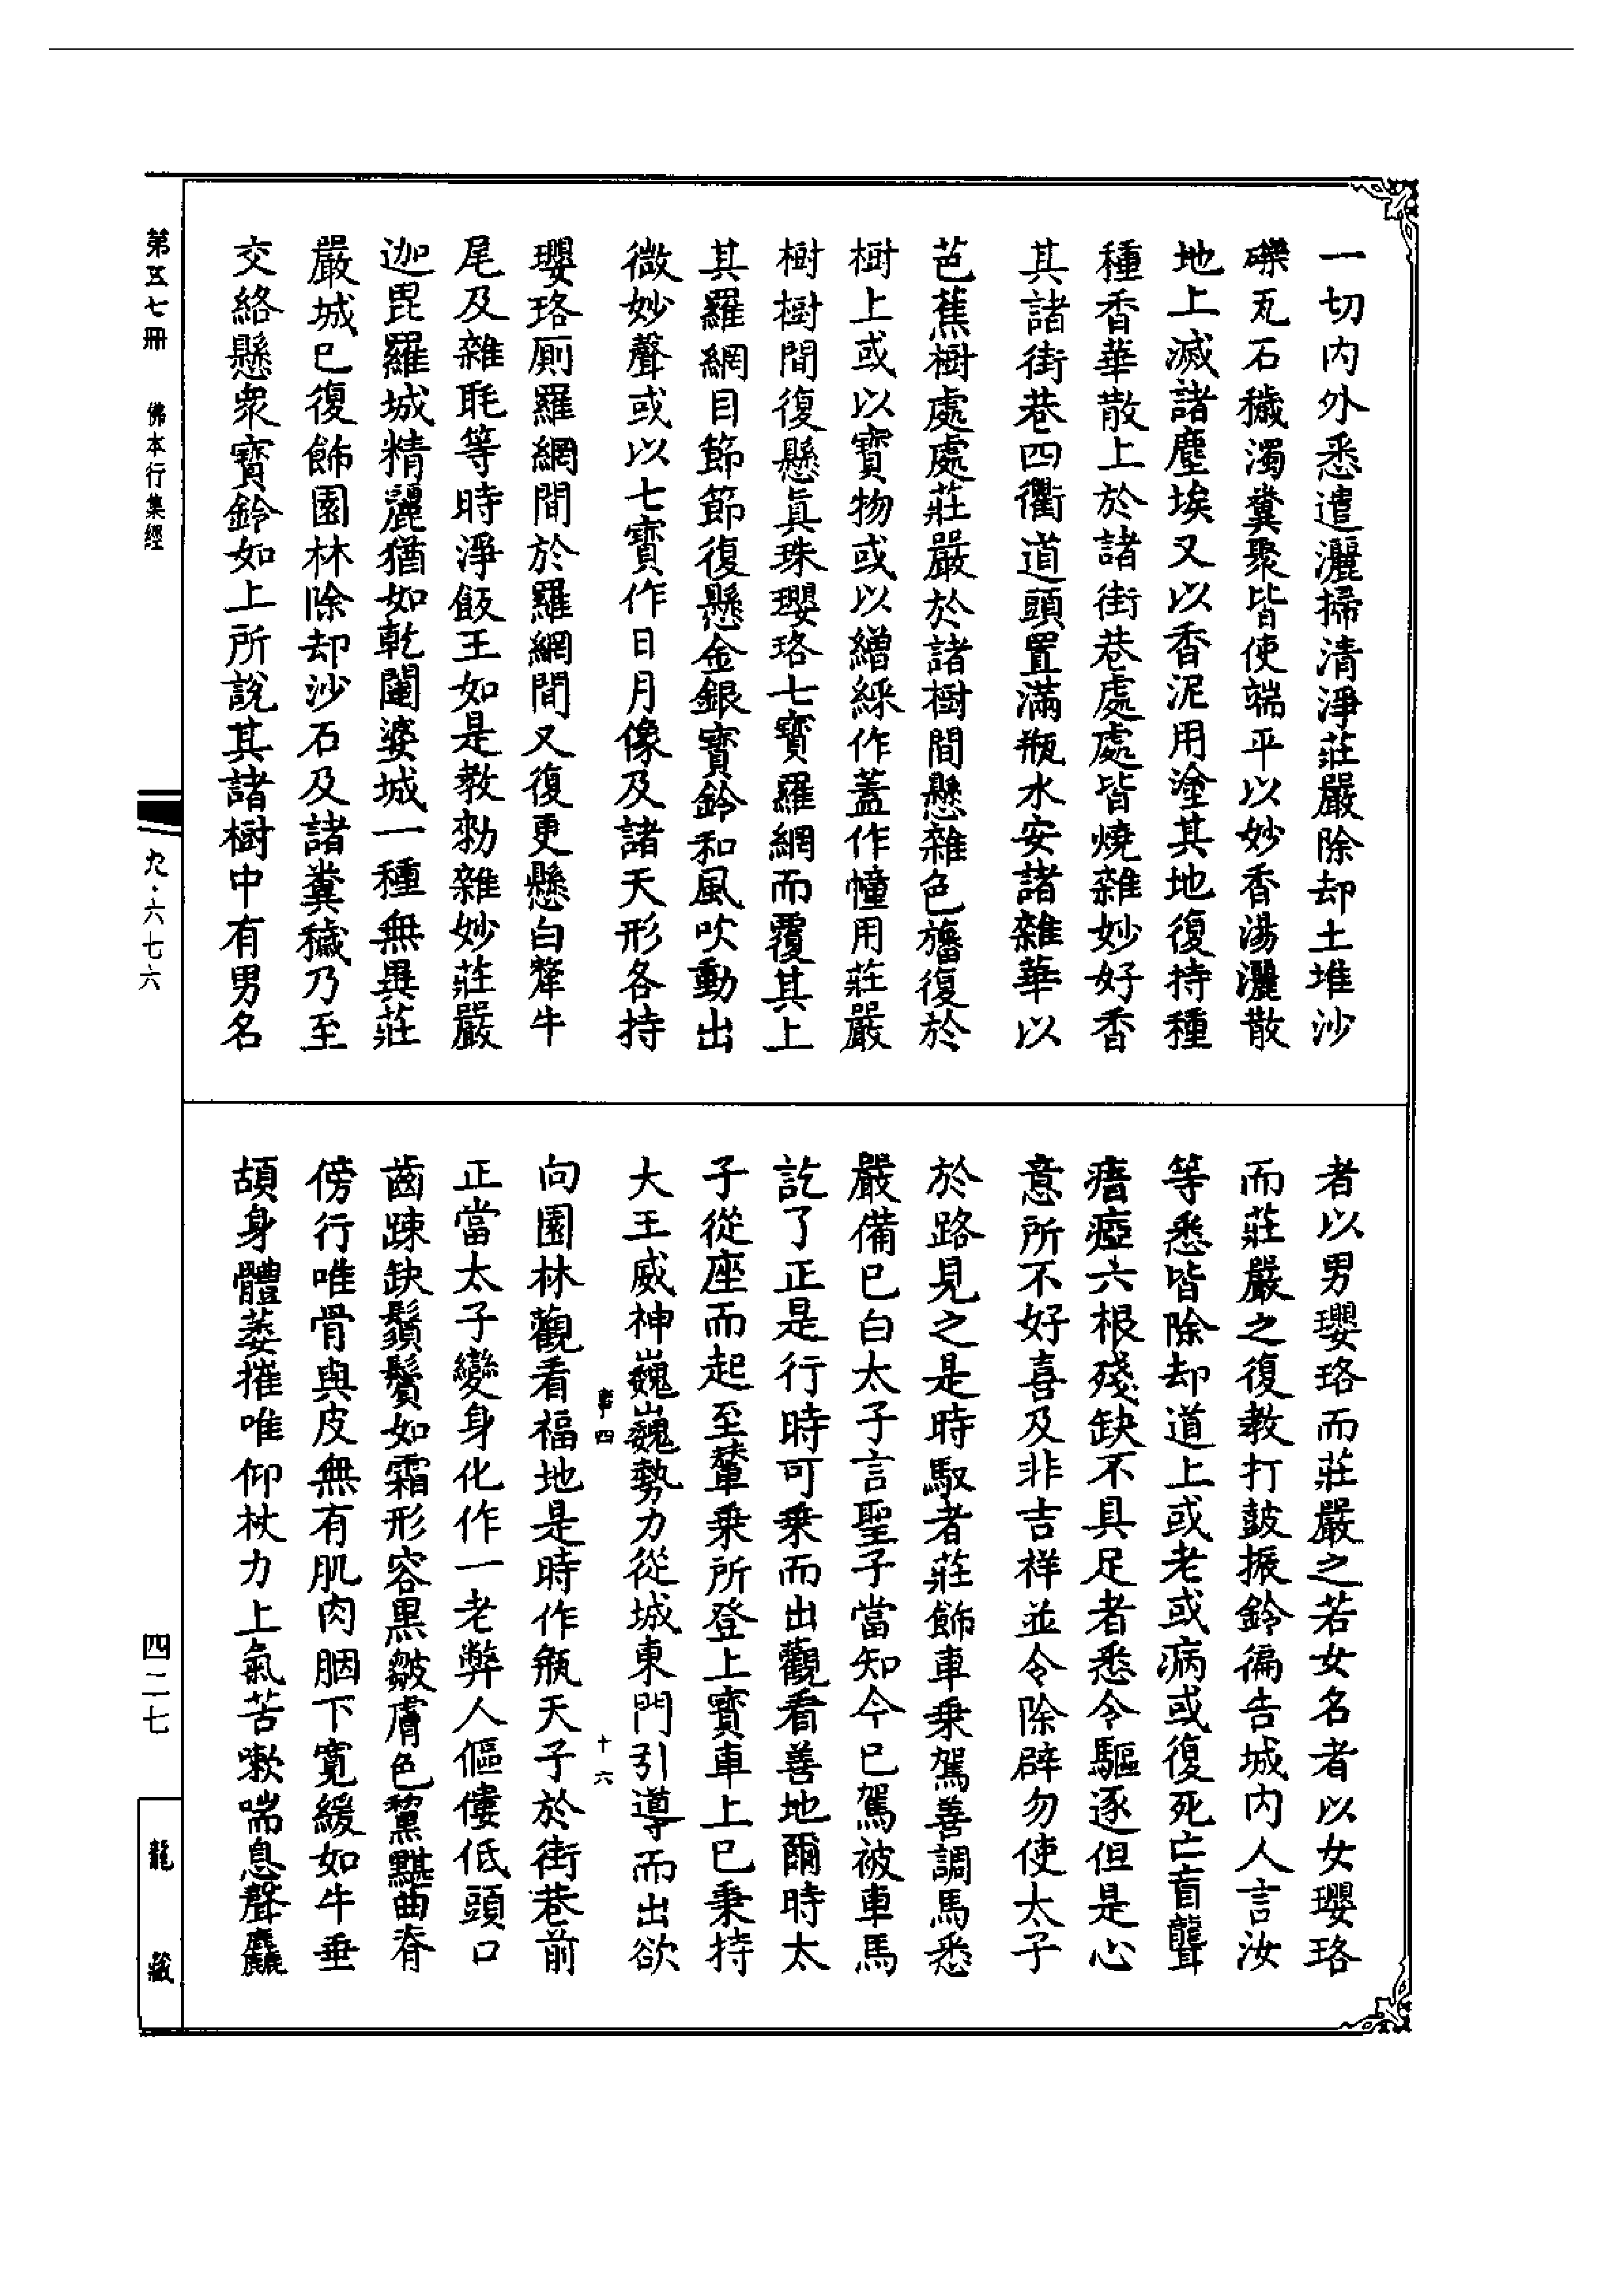 一切内外悉遣灑掃清淨莊嚴除却土堆沙
礫瓦石穢濁糞聚皆使端平以妙香湯灑散
地上滅諸塵埃又以香泥用塗其地復持種
種香華散上於諸街巷處處皆燒雜妙好香
其諸街巷四衢道頭置滿瓶水安諸雜華以
芭蕉樹處處莊嚴於諸樹間懸雜色旛復於
樹上或以寶物或以繒綵作蓋作幢用莊嚴
樹樹間復懸眞珠瓔珞七寶羅網而覆其上
其羅網目節節復懸金銀寶鈴和風吹動出
微妙聲或以七寶作日月像及諸天形各持
瓔珞厠羅網間於羅網間又復更懸白犛牛
尾及雜毦等時淨飯王如是教勑雜妙莊嚴
迦毘羅城精麗猶如乾闥婆城一種無異莊
嚴城已復飾園林除却沙石及諸糞穢乃至
交絡懸衆寶鈴如上所說其諸樹中有男名
者以男瓔珞而莊嚴之若女名者以女瓔珞
而莊嚴之復教打鼓振鈴徧告城内人言汝
等悉皆除却道上或老或病或復死亡盲聾
瘖瘂六根殘缺不具足者悉令驅逐但是心
意所不好喜及非吉祥並令除辟勿使太子
於路見之是時馭者莊飾車乘駕善調馬悉
嚴備已白太子言聖子當知今已駕被車馬
訖了正是行時可乘而出觀看善地爾時太
子從座而起至輦乘所登上寶車上已秉持
大王威神巍巍勢力從城東門引導而出欲
四
十六
向園林觀看福地是時作瓶天子於街巷前
正當太子變身化作一老弊人傴僂低頭口
齒踈缺鬚鬢如霜形容黑皺膚色黧黮曲脊
傍行唯骨與皮無有肌肉胭下寬緩如牛垂
頡身體萎摧唯仰杖力上氣苦嗽喘息聲麤
第五七冊　佛本行集經
九·六七六
四二七
龍藏